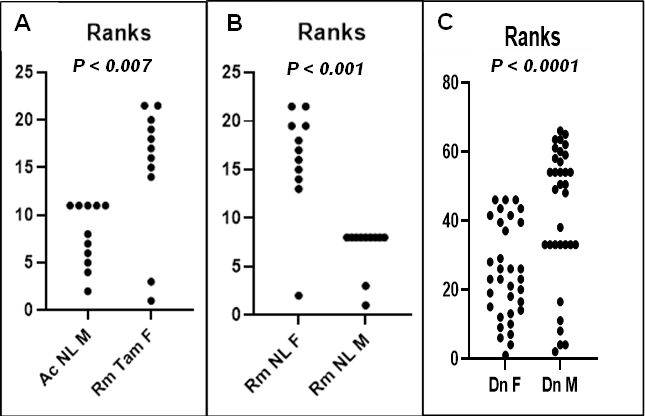 A
Ranks
P < 0.007
25
20
15
10
5
0
Ac NL M
Rm Tam F
B
Ranks
P < 0.001
25
20
15
10
5
0
Rm NL F
Rm NL M
C
Ranks
P < 0.0001
80
60
40
20
0
Dn F
Dn M